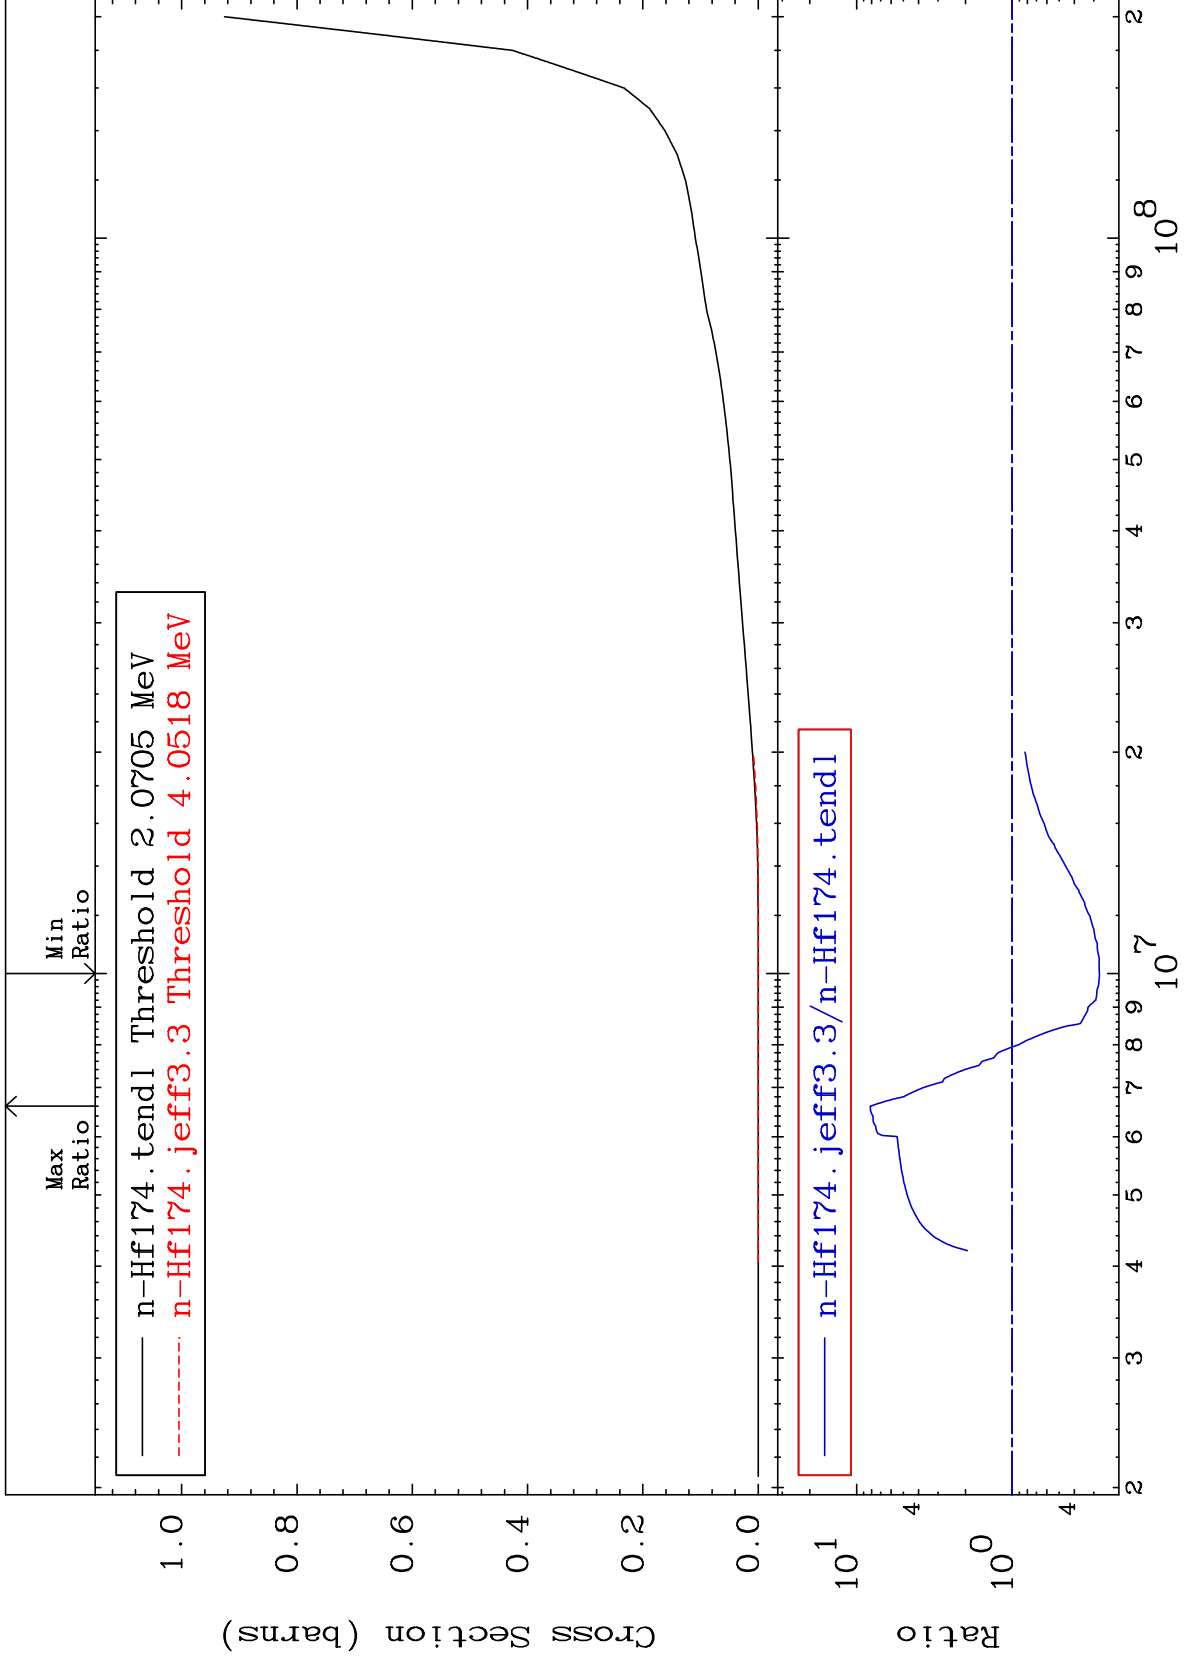 Max
Ratio
Min
Ratio
n-Hf174.tendl Threshold 2.0705 MeV
n-Hf174.jeff3.3 Threshold 4.0518 MeV
1.0
0.8
0.6
0.4
0.2
0.0
Cross Section (barns)
n-Hf174.jeff3.3/n-Hf174.tendl
10 1
4
10 0
4
Ratio
2 3 4 5 6 7 8 9 10 7 2 3 4 5 6 7 8 9 10 8 2